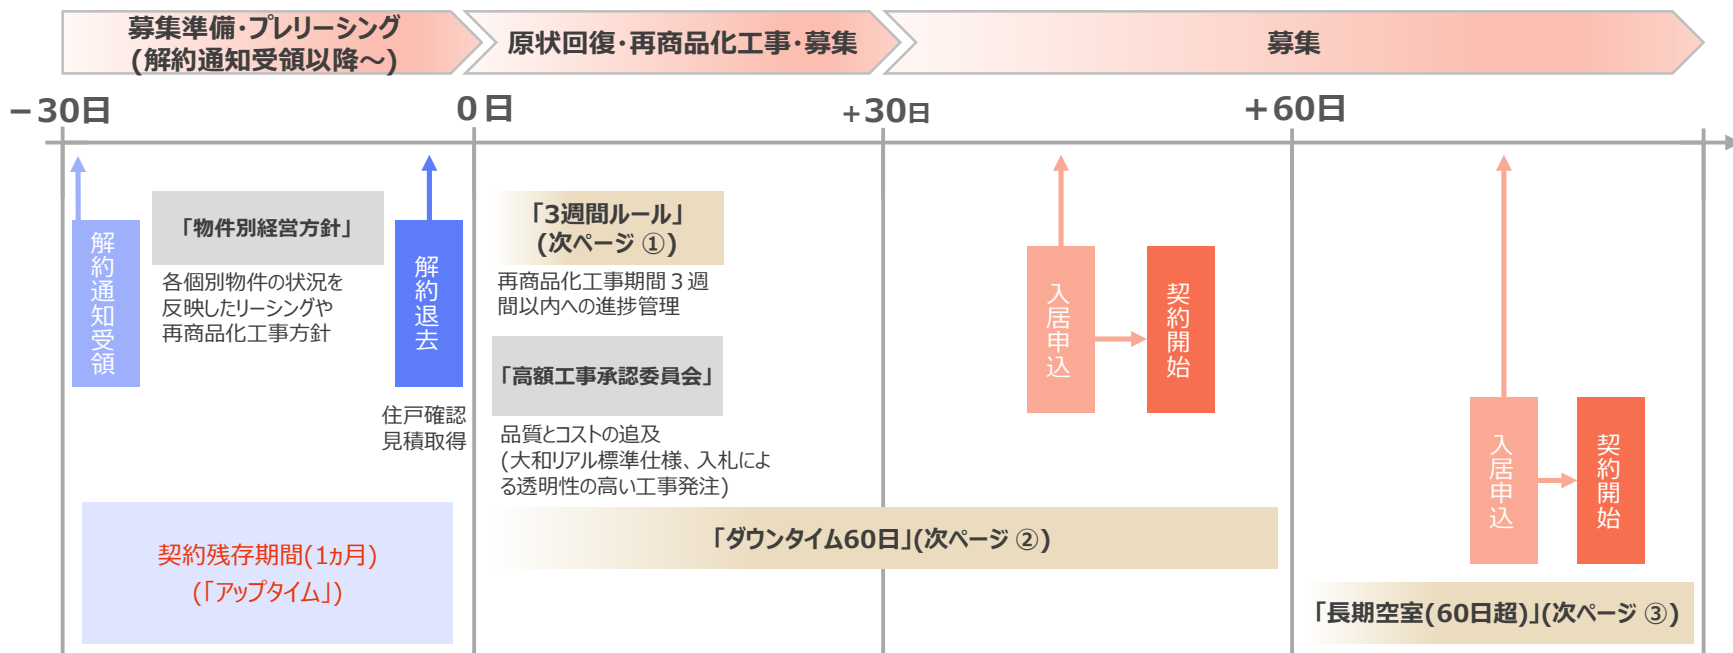 募集準備・プレリーシング
(解約通知受領以降～)
原状回復・再商品化工事・募集
募集
－30日
０日
＋30日
＋60日
解約通知受領
「物件別経営方針」
各個別物件の状況を
反映したリーシングや
再商品化工事方針
解約退去
住戸確認
見積取得
契約残存期間(1ヵ月)
(「アップタイム」)
「3週間ルール」
(次ページ ①)
再商品化工事期間３週
間以内への進捗管理
「高額工事承認委員会」
品質とコストの追及
(大和リアル標準仕様、入札によ
る透明性の高い工事発注)
「ダウンタイム60日」(次ページ ②)
入居申込
契約開始
入居申込
契約開始
「長期空室(60日超)」(次ページ ③)